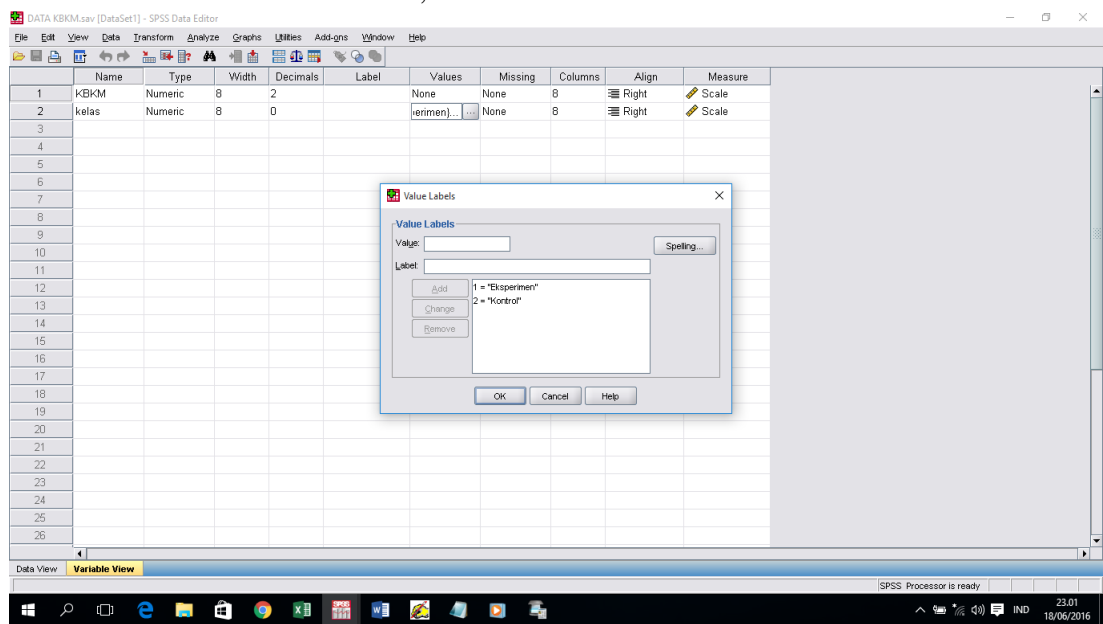 DATA KBKM.sav [DataSet1] - SPSS Data Editor
File Edit View Data Transform Analyze Graphs Utilities Add-ons Window Help
Name Type Width Decimals Label Values Missing Columns Align Measure
1 KBKM Numeric 8 2 None None 8 Right Scale
2 kelas Numeric 8 0 erimen}... ... None 8 Right Scale
3
4
5
6
7
8
9
10
11
12
13
14
15
16
17
18
19
20
21
22
23
24
25
26
Value Labels
Value Labels
Value:
Spelling...
Label:
Add
1 = "Eksperimen"
Change
2 = "Kontrol"
Remove
OK Cancel Help
Data View Variable View
SPSS Processor is ready
IND
23.01
18/06/2016